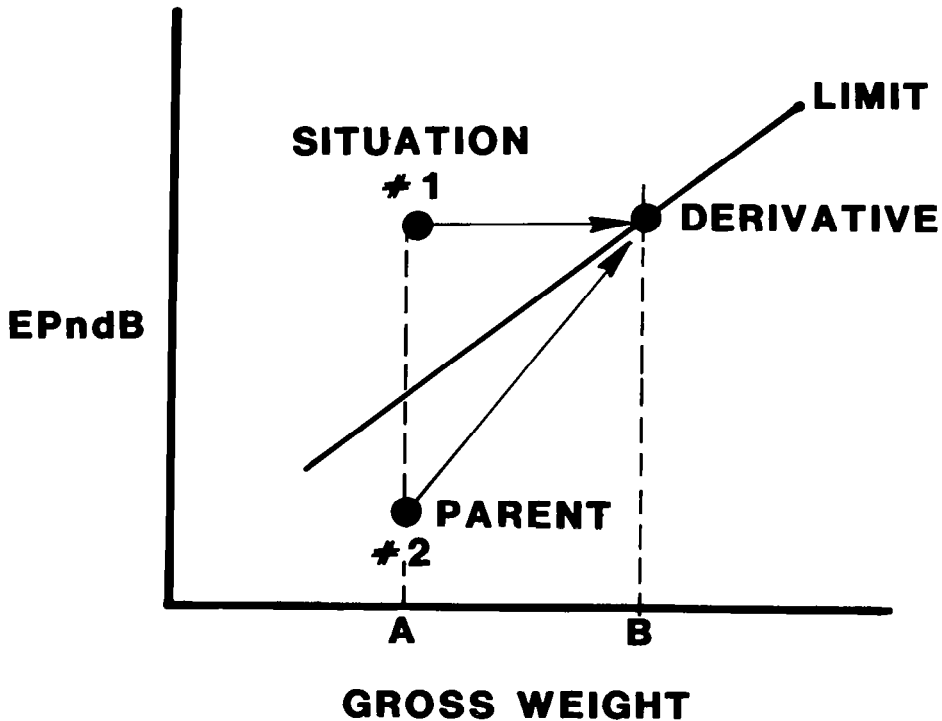 LIMIT
SITUATION
# 1
DERIVATIVE
EPndB
PARENT
# 2
A
B
GROSS WEIGHT